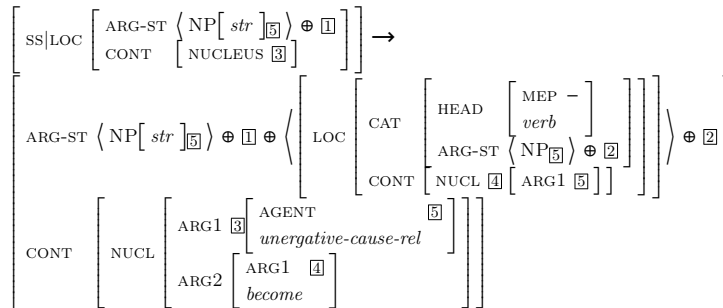 SS|LOC [ ARG-ST ⟨ NP[ str ]5 ⟩ ⊕ 1
CONT [ NUCLEUS 3 ] ] →
LOC CAT HEAD [ MEP −
verb ]
ARG-ST ⟨ NP[ str ]5 ⟩ ⊕ 1 ⊕ ⟨ [ ARG-ST ⟨ NP5 ⟩ ⊕ 2 ] ⟩ ⊕ 2
CONT [ NUCL 4 [ ARG1 5 ] ]
CONT [ NUCL [ ARG1 3 [ AGENT 5
unergative-cause-rel ]
ARG2 [ ARG1 4
become ] ] ]